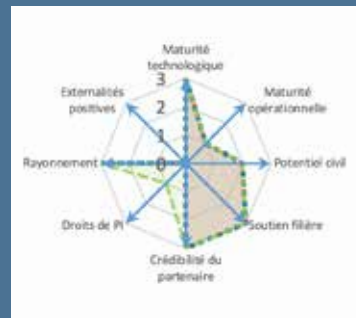 Maturité
technologique
3
Externalités
positives
2
Maturité
opérationnelle
1
Rayonnement
0
Potentiel civil
Droits de PI
Soutien filière
Crédibilité du
partenaire